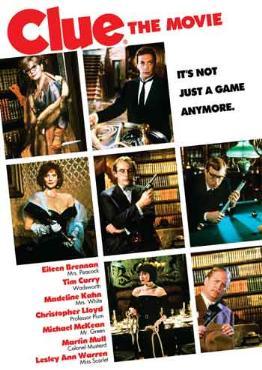 Clue THE MOVIE
IT'S NOT
JUST A GAME
ANYMORE.
Eileen Brennan
Mrs. Peacock
Tim Curry
Wadsworth
Madeline Kahn
Mrs. White
Christopher Lloyd
Professor Plum
Michael McKean
Mr. Green
Martin Mull
Colonel Mustard
Lesley Ann Warren
Miss Scarlet